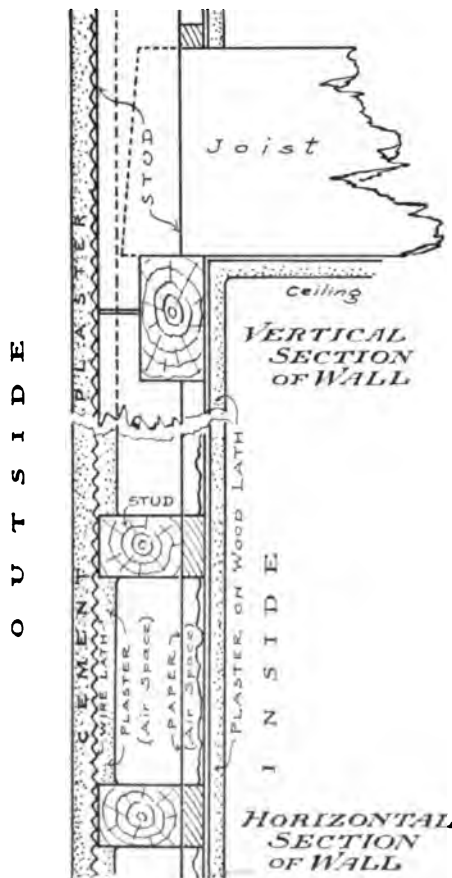 OUTSIDE
CEMENT PLASTER
STUD
Joist
Ceiling
VERTICAL
SECTION
OF WALL
STUD
WIRE LATH
PLASTER
(Air Space)
PAPER
(Air Space)
PLASTER ON WOOD LATH
INSIDE
HORIZONTAL
SECTION
OF WALL